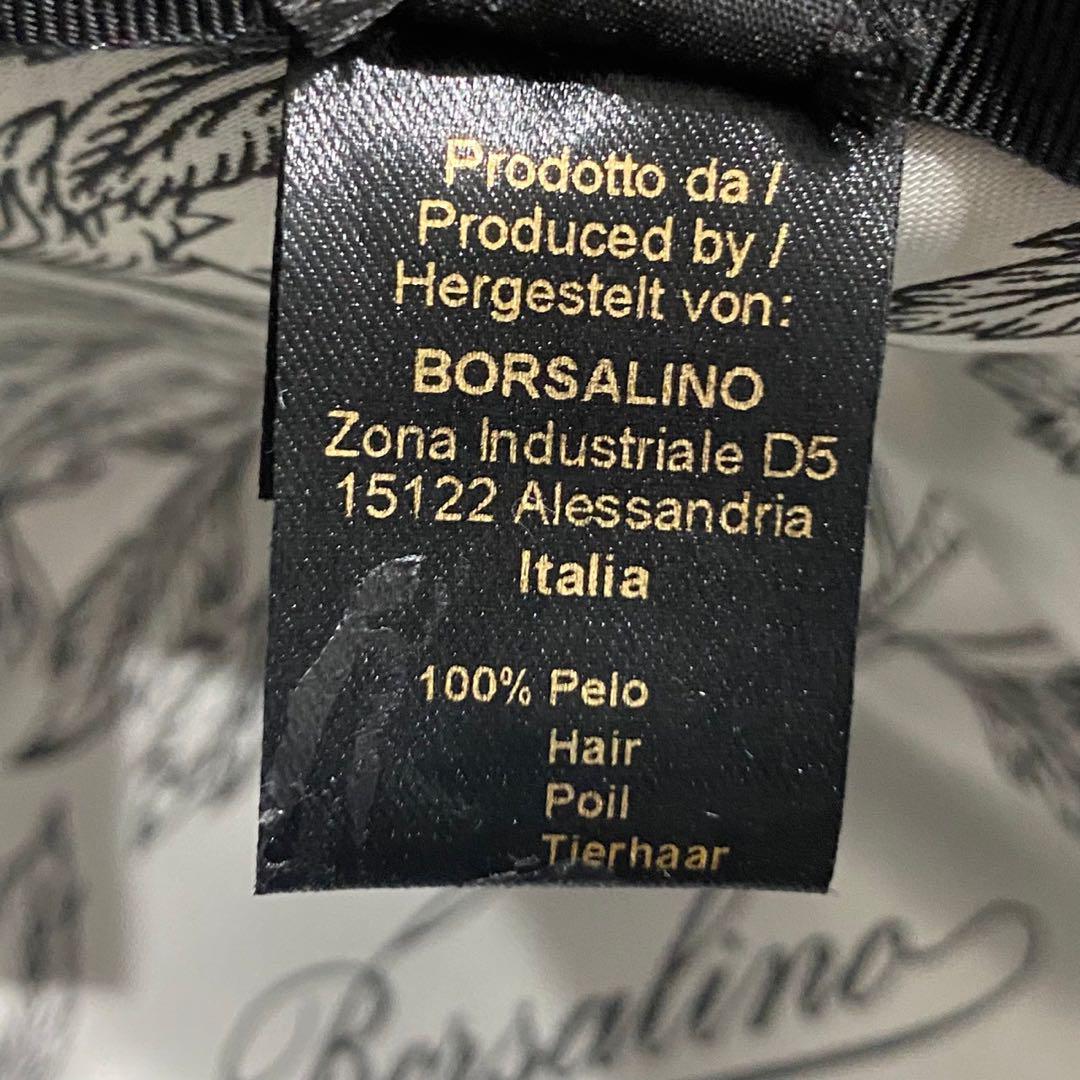 Prodotto da /
Produced by /
Hergestelt von:
BORSALINO
Zona Industriale D5
15122 Alessandria
Italia
100% Pelo
Hair
Poil
Tierhaar
Borsalino